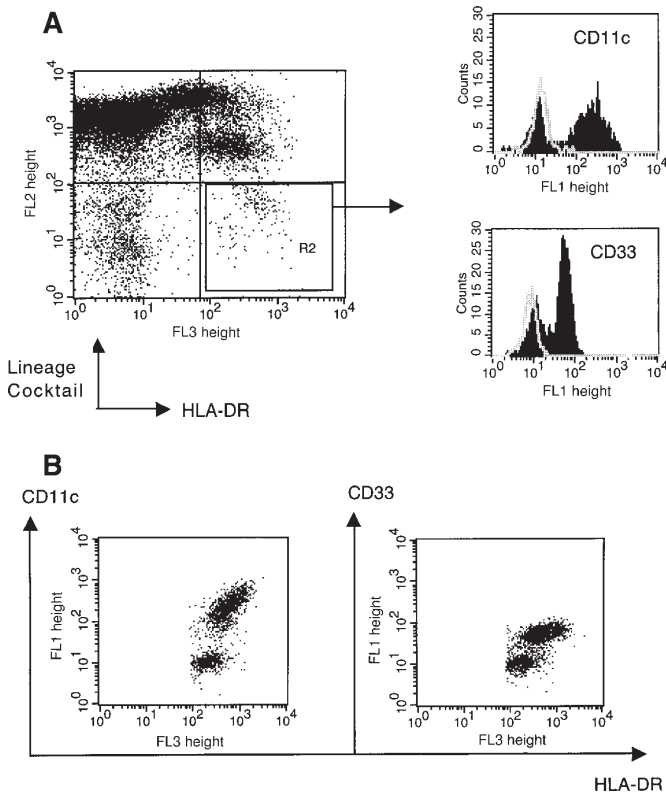 A
10^4
10^3
10^2
10^1
10^0
FL2 height
10^0 10^1 10^2 10^3 10^4
FL3 height
R2
Lineage
Cocktail
HLA-DR
CD11c
Counts
30
25
20
15
10
5
0
10^0 10^1 10^2 10^3 10^4
FL1 height
CD33
Counts
30
25
20
15
10
5
0
10^0 10^1 10^2 10^3 10^4
FL1 height
B
CD11c
FL1 height
10^4
10^3
10^2
10^1
10^0
10^0 10^1 10^2 10^3 10^4
FL3 height
CD33
FL1 height
10^4
10^3
10^2
10^1
10^0
10^0 10^1 10^2 10^3 10^4
FL3 height
HLA-DR